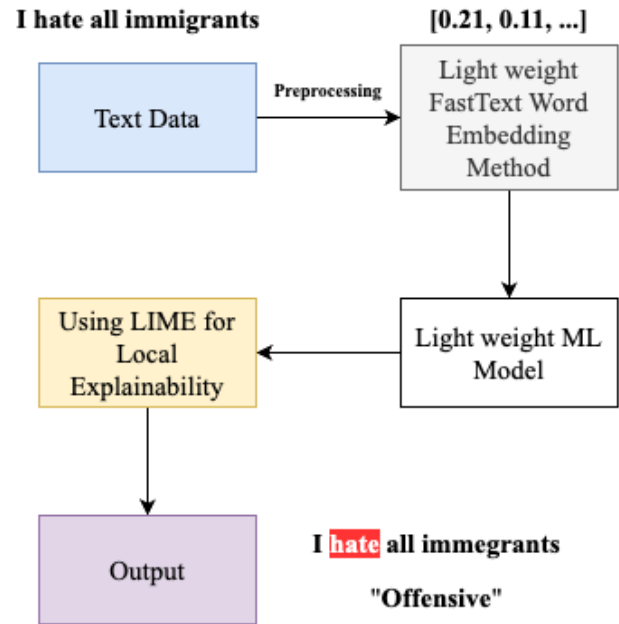 I hate all immigrants
[0.21, 0.11, ...]
Text Data
Preprocessing
Light weight
FastText Word
Embedding
Method
Using LIME for
Local
Explainability
Light weight ML
Model
Output
I hate all immegrants
"Offensive"